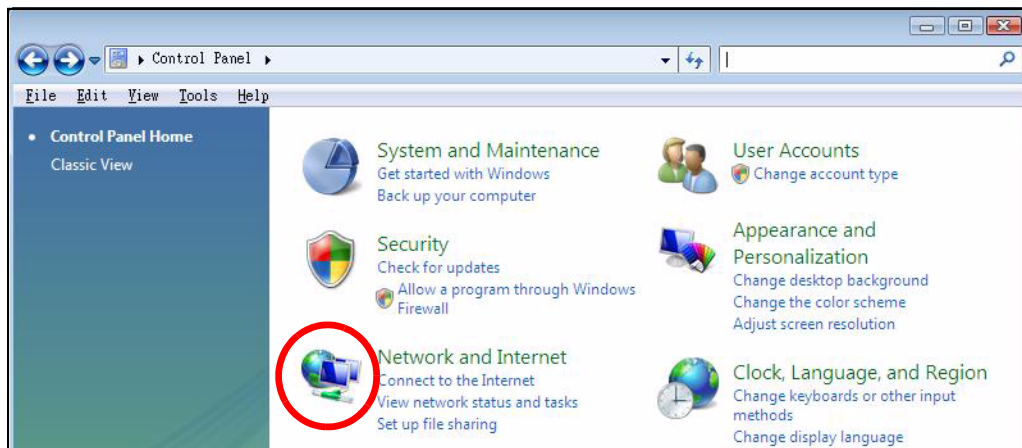 Control Panel
File Edit View Tools Help
Control Panel Home
Classic View
System and Maintenance
Get started with Windows
Back up your computer
Security
Check for updates
Allow a program through Windows
Firewall
Network and Internet
Connect to the Internet
View network status and tasks
Set up file sharing
User Accounts
Change account type
Appearance and
Personalization
Change desktop background
Change the color scheme
Adjust screen resolution
Clock, Language, and Region
Change keyboards or other input
methods
Change display language